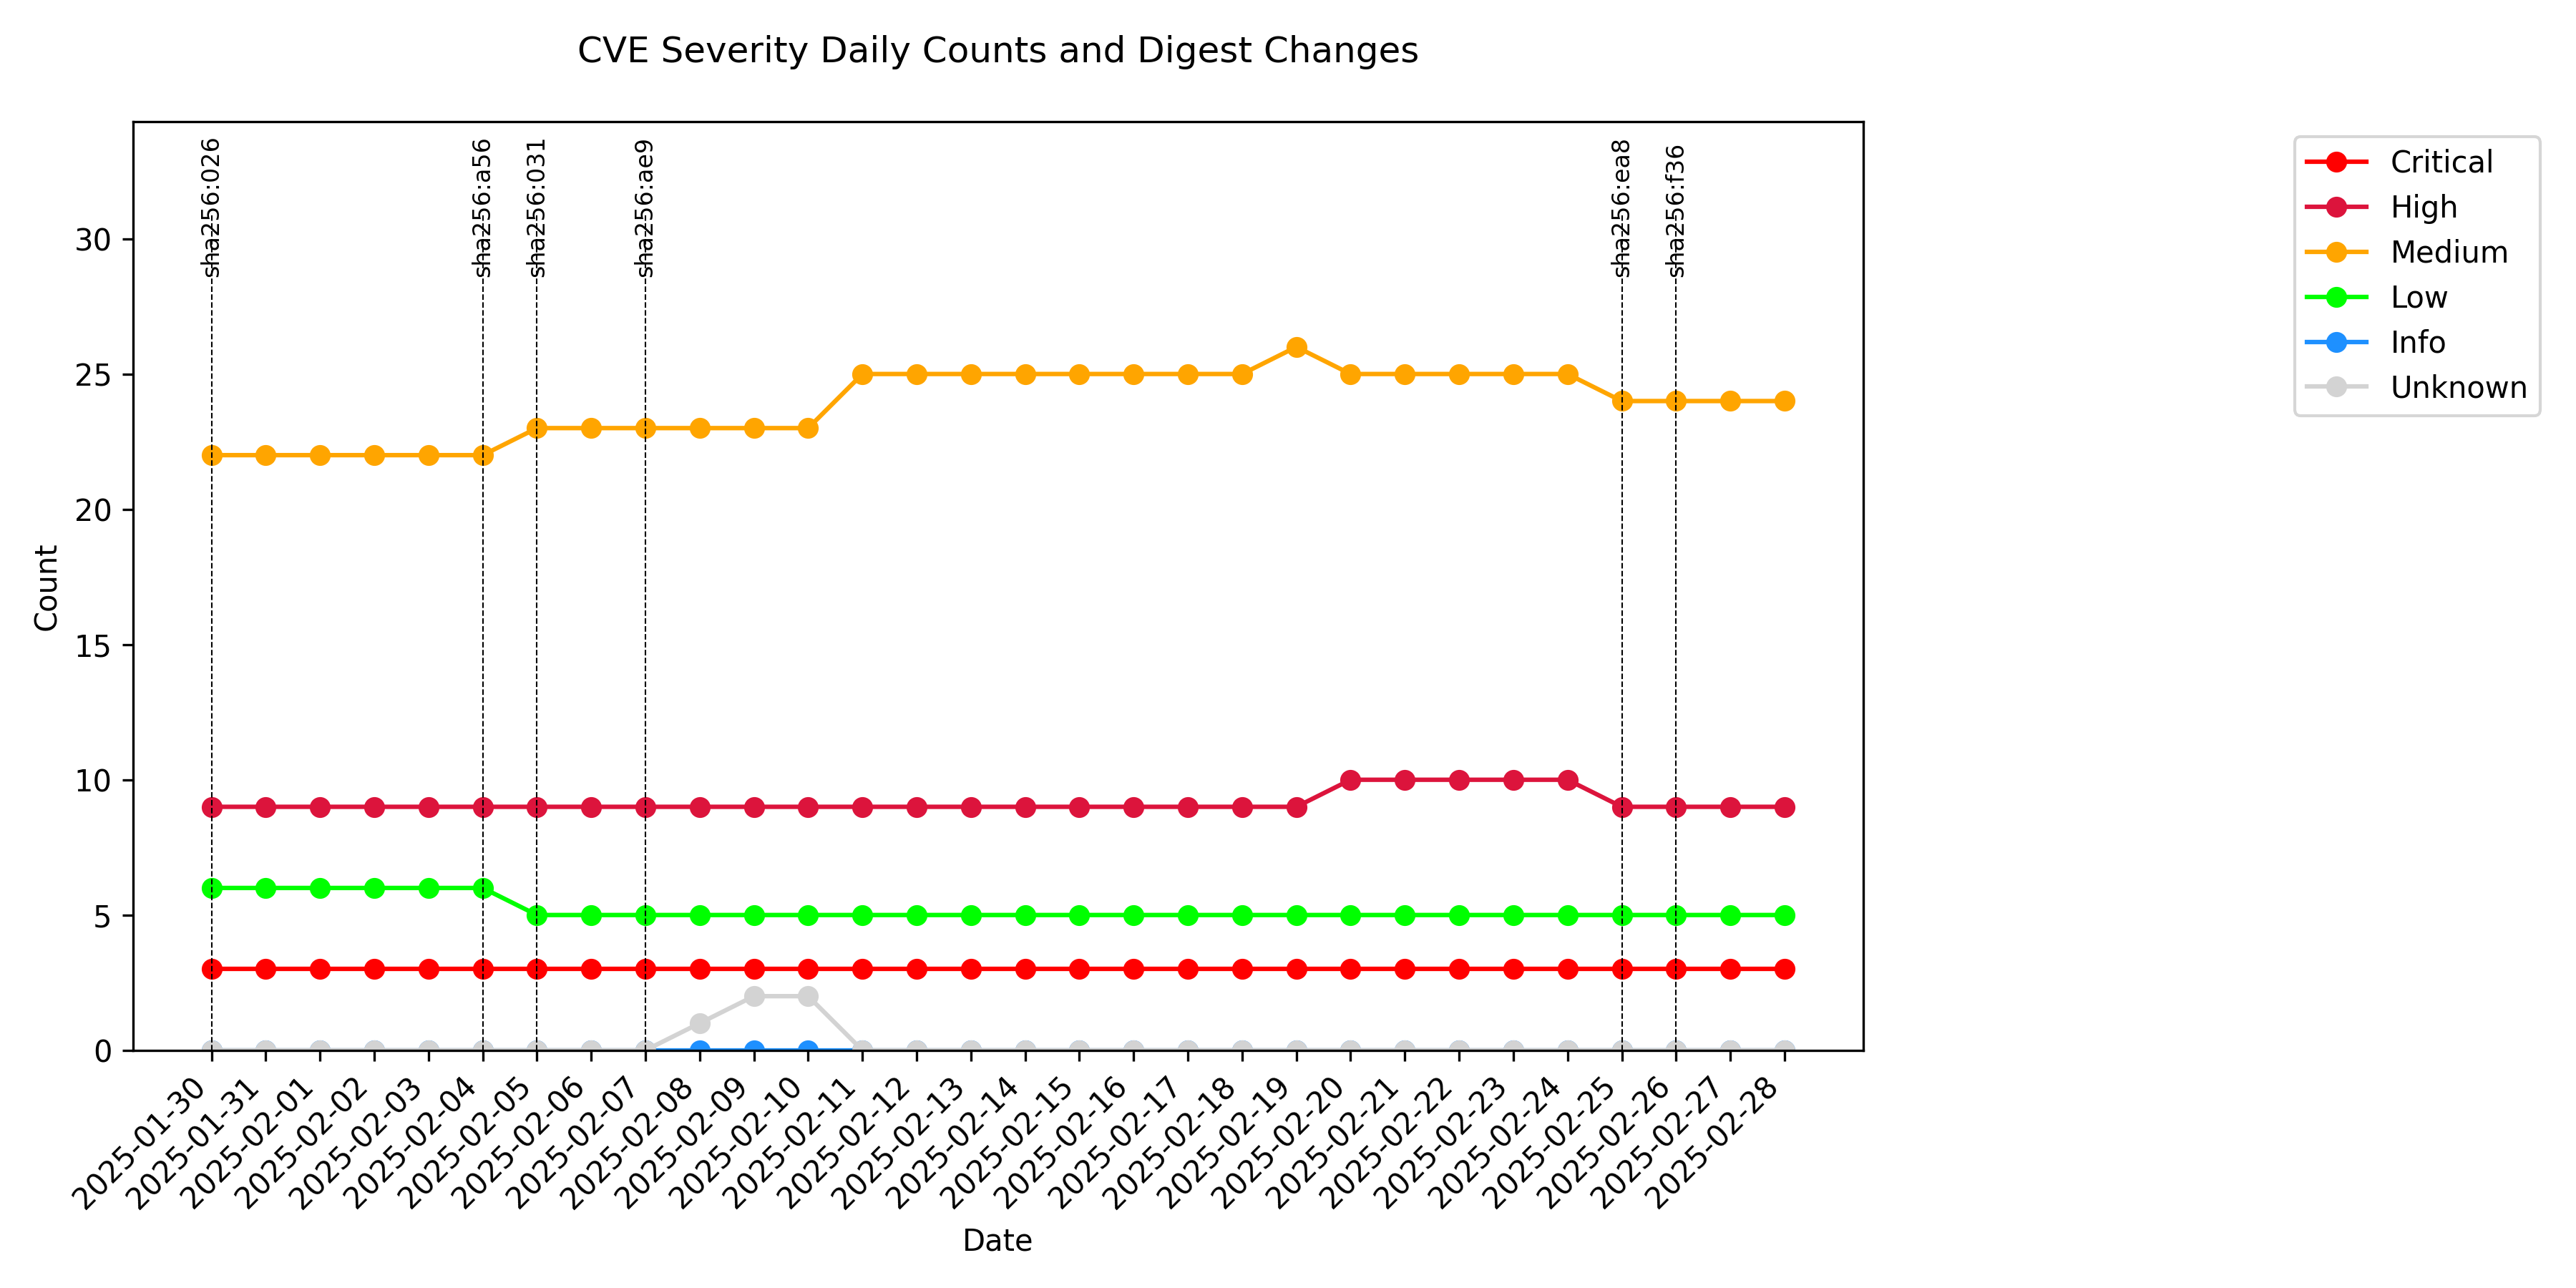 CVE Severity Daily Counts and Digest Changes
sha256:026
sha256:a56
sha256:031
sha256:ae9
sha256:ea8
sha256:f36
Critical
High
Medium
Low
Info
Unknown
30
25
20
15
10
5
0
Count
2025-01-30
2025-01-31
2025-02-01
2025-02-02
2025-02-03
2025-02-04
2025-02-05
2025-02-06
2025-02-07
2025-02-08
2025-02-09
2025-02-10
2025-02-11
2025-02-12
2025-02-13
2025-02-14
2025-02-15
2025-02-16
2025-02-17
2025-02-18
2025-02-19
2025-02-20
2025-02-21
2025-02-22
2025-02-23
2025-02-24
2025-02-25
2025-02-26
2025-02-27
2025-02-28
Date